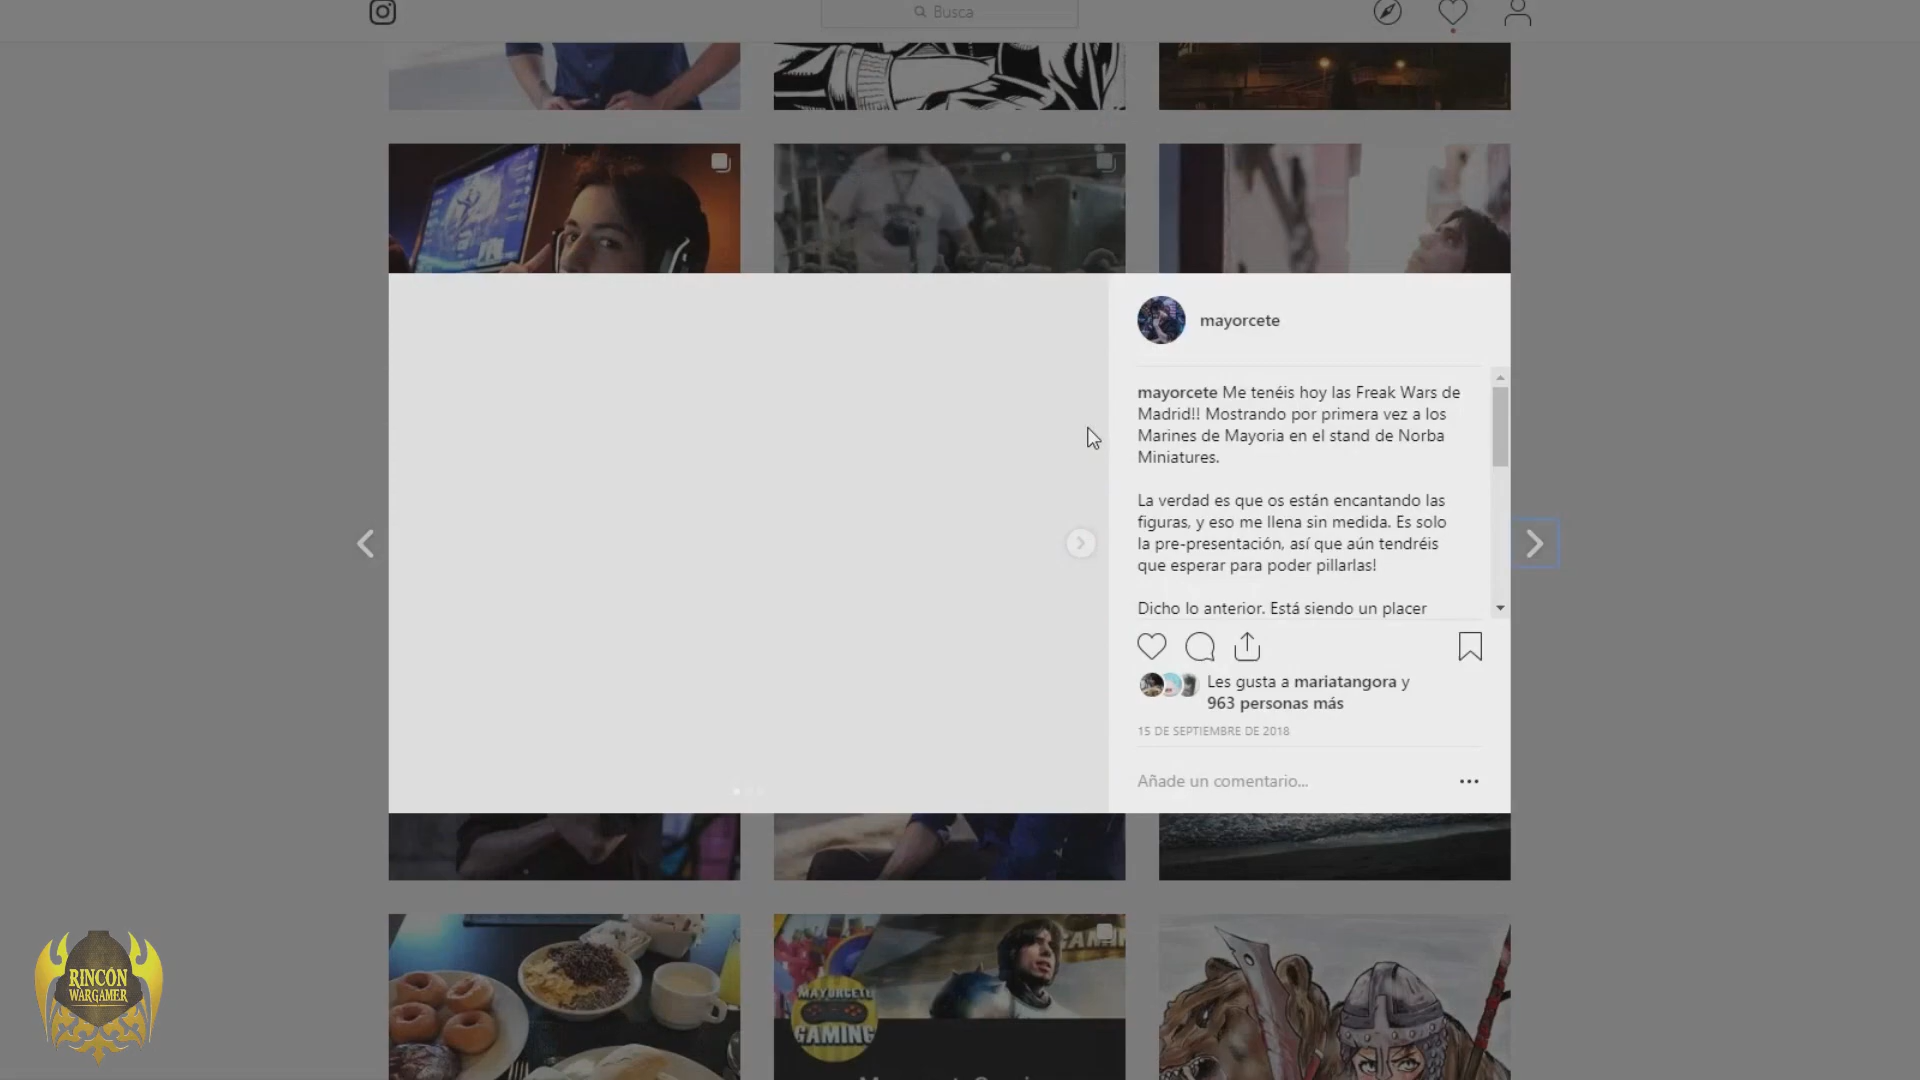 Busca
mayorcete
mayorcete Me tenéis hoy las Freak Wars de
Madrid!! Mostrando por primera vez a los
Marines de Mayoria en el stand de Norba
Miniatures.
La verdad es que os están encantando las
figuras, y eso me llena sin medida. Es solo
la pre-presentación, así que aún tendréis
que esperar para poder pillarlas!
Dicho lo anterior. Está siendo un placer
Les gusta a mariatangora y
963 personas más
15 DE SEPTIEMBRE DE 2018
Añade un comentario...
RINCÓN
WARGAMER
MAYORCETE
GAMING